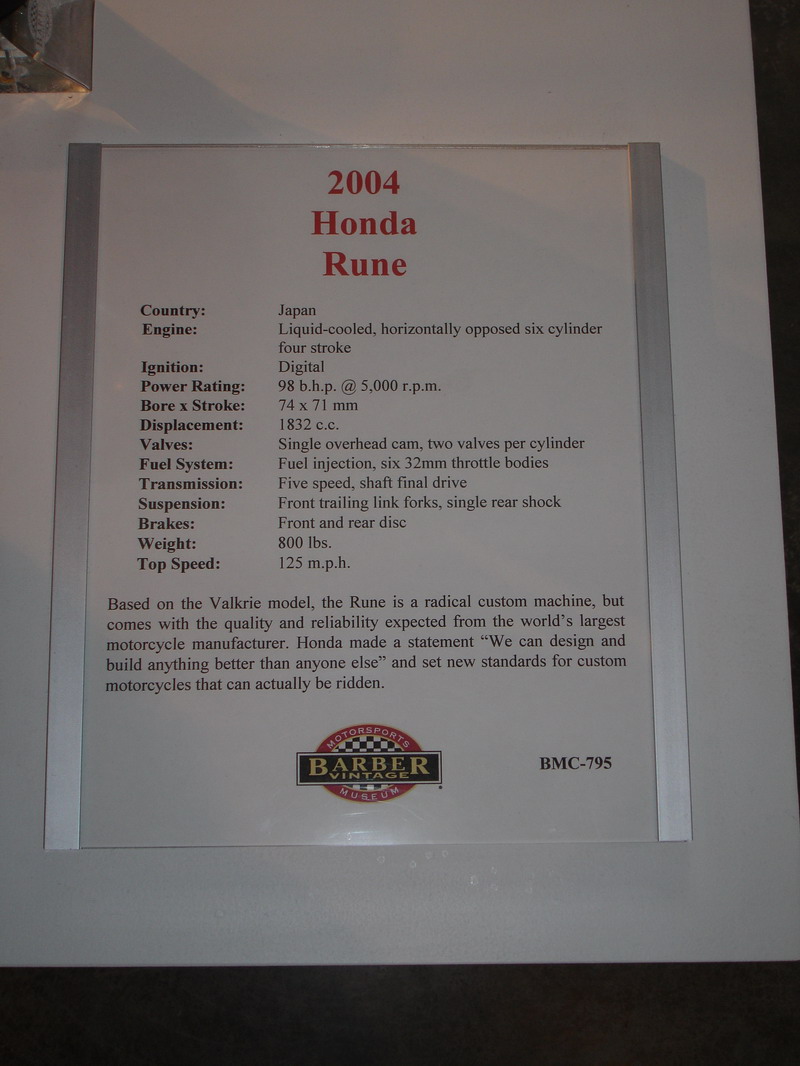 2004
Honda
Rune
Country: Japan
Engine: Liquid-cooled, horizontally opposed six cylinder
four stroke
Ignition: Digital
Power Rating: 98 b.h.p. @ 5,000 r.p.m.
Bore x Stroke: 74 x 71 mm
Displacement: 1832 c.c.
Valves: Single overhead cam, two valves per cylinder
Fuel System: Fuel injection, six 32mm throttle bodies
Transmission: Five speed, shaft final drive
Suspension: Front trailing link forks, single rear shock
Brakes: Front and rear disc
Weight: 800 lbs.
Top Speed: 125 m.p.h.
Based on the Valkrie model, the Rune is a radical custom machine, but
comes with the quality and reliability expected from the world's largest
motorcycle manufacturer. Honda made a statement “We can design and
build anything better than anyone else” and set new standards for custom
motorcycles that can actually be ridden.
MOTORSPORTS
BARBER
VINTAGE
MUSEUM
BMC-795